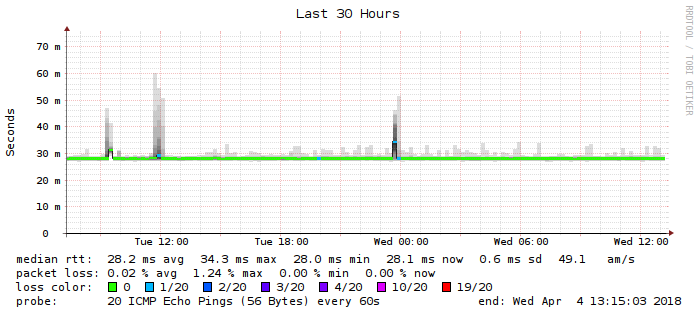 Last 30 Hours
RRDTOOL / TOBI OETIKER
Seconds
70 m
60 m
50 m
40 m
30 m
20 m
10 m
0
Tue 12:00 Tue 18:00 Wed 00:00 Wed 06:00 Wed 12:00
median rtt: 28.2 ms avg 34.3 ms max 28.0 ms min 28.1 ms now 0.6 ms sd 49.1 am/s
packet loss: 0.02 % avg 1.24 % max 0.00 % min 0.00 % now
loss color: 0 1/20 2/20 3/20 4/20 10/20 19/20
probe: 20 ICMP Echo Pings (56 Bytes) every 60s end: Wed Apr 4 13:15:03 2018